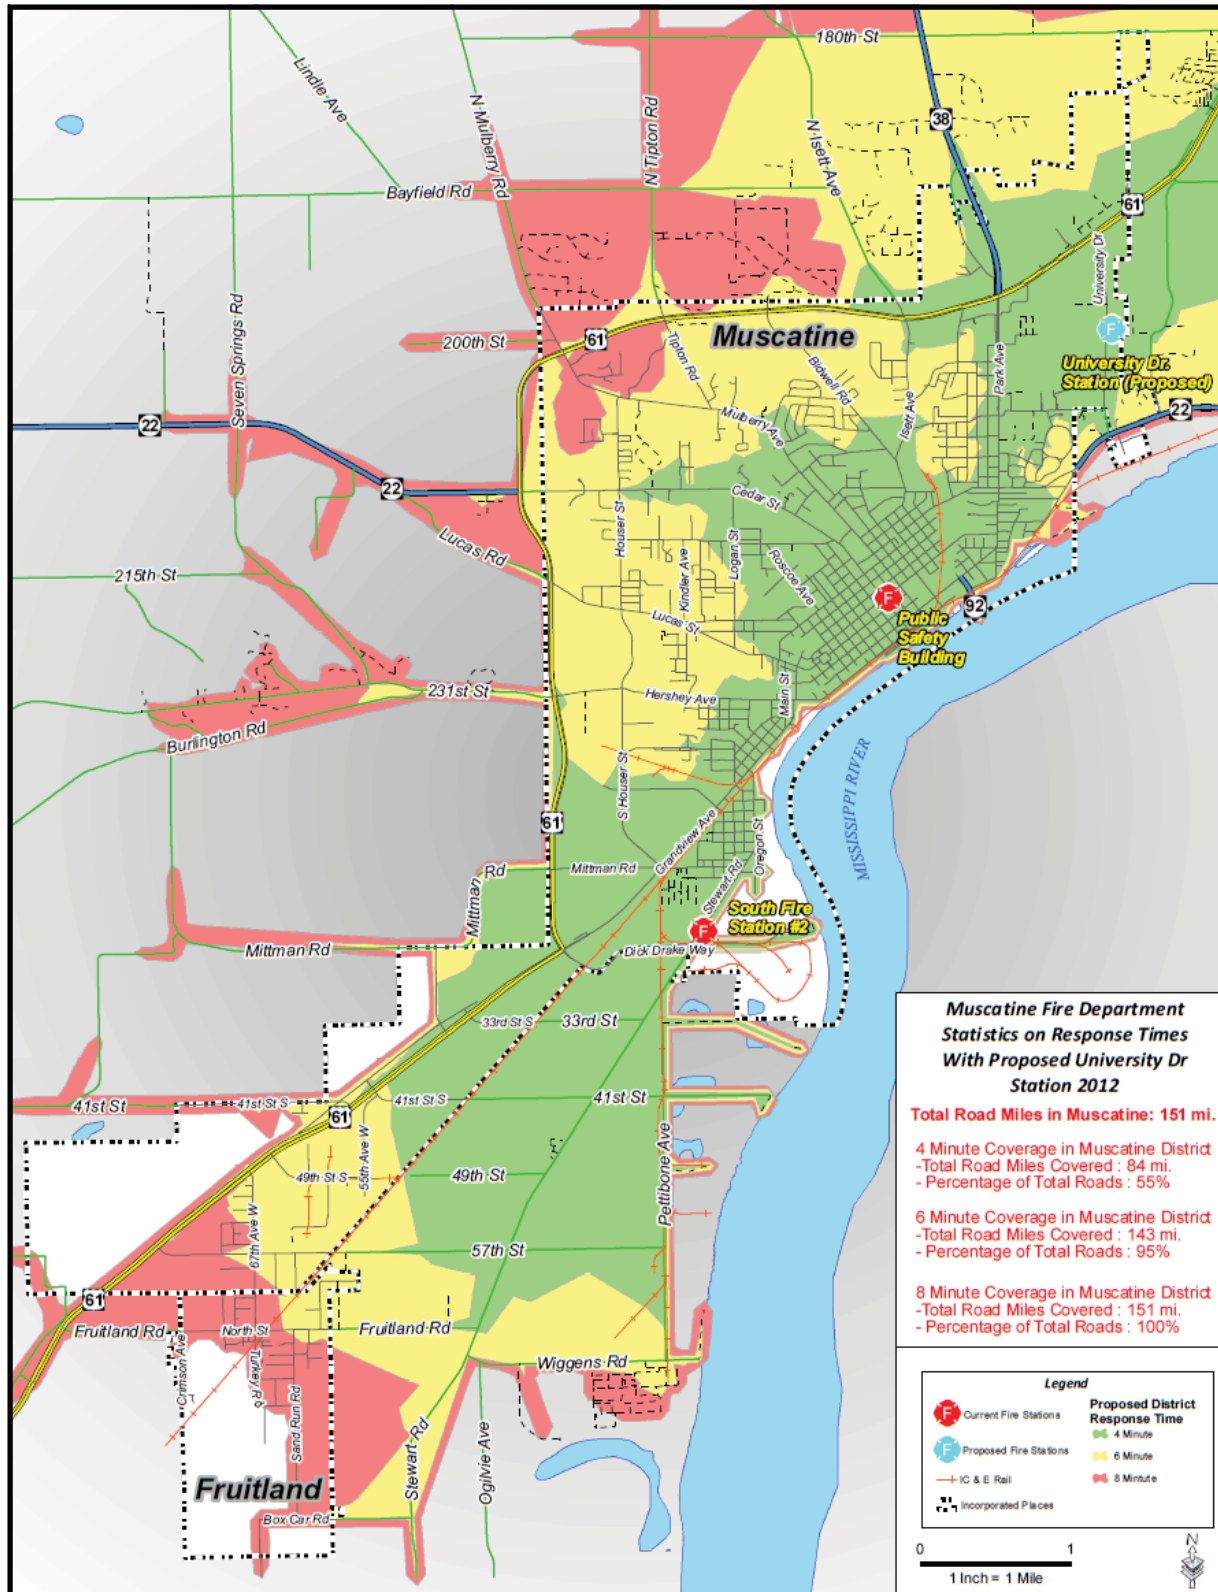 180th St
Lindle Ave
N Mulberry Rd
N Tipton Rd
N Isett Ave
38
Bayfield Rd
61
University Dr
Seven Springs Rd
200th St
61
Muscatine
Tipton Rd
Bidwell Rd
Park Ave
University Dr.
Station (Proposed)
F
22
22
Mulberry Ave
Isett Ave
22
Cedar St
Houser St
Lucas Rd
Logan St
Kindler Ave
Roscoe Ave
215th St
F
92
Public
Safety
Building
Lucas St
231st St
Hershey Ave
Main St
Burlington Rd
MISSISSIPPI RIVER
S Houser St
61
Grandview Ave
Oregon St
Mittman Rd
Mittman Rd
Stewart Rd
South Fire
Station #2
F
Mittman Rd
Dick Drake Way
33rd St S
33rd St
41st St
41st St S
61
41st St S
41st St
49th St S
55th Ave W
49th St
Pettibone Ave
67th Ave W
57th St
61
Fruitland Rd
North St
Fruitland Rd
Crimson Ave
Turkey Rd
Wiggens Rd
Sand Run Rd
Stewart Rd
Ogilvie Ave
Fruitland
Box Car Rd
Muscatine Fire Department
Statistics on Response Times
With Proposed University Dr
Station 2012
Total Road Miles in Muscatine: 151 mi.
4 Minute Coverage in Muscatine District
-Total Road Miles Covered : 84 mi.
- Percentage of Total Roads : 55%
6 Minute Coverage in Muscatine District
-Total Road Miles Covered : 143 mi.
- Percentage of Total Roads : 95%
8 Minute Coverage in Muscatine District
-Total Road Miles Covered : 151 mi.
- Percentage of Total Roads : 100%
Legend
F Current Fire Stations
F Proposed Fire Stations
IC & E Rail
Incorporated Places
Proposed District
Response Time
4 Minute
6 Minute
8 Mintute
0 1
1 Inch = 1 Mile
N